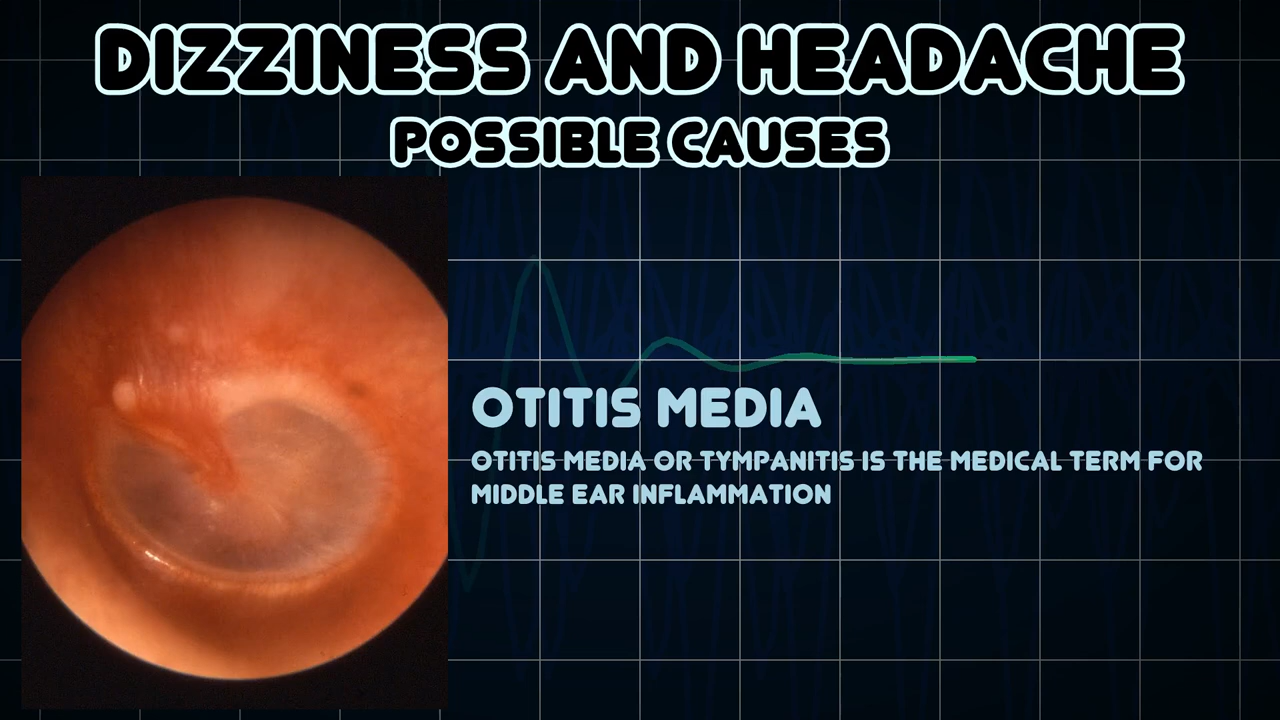 DIZZINESS AND HEADACHE
POSSIBLE CAUSES
OTITIS MEDIA
OTITIS MEDIA OR TYMPANITIS IS THE MEDICAL TERM FOR
MIDDLE EAR INFLAMMATION